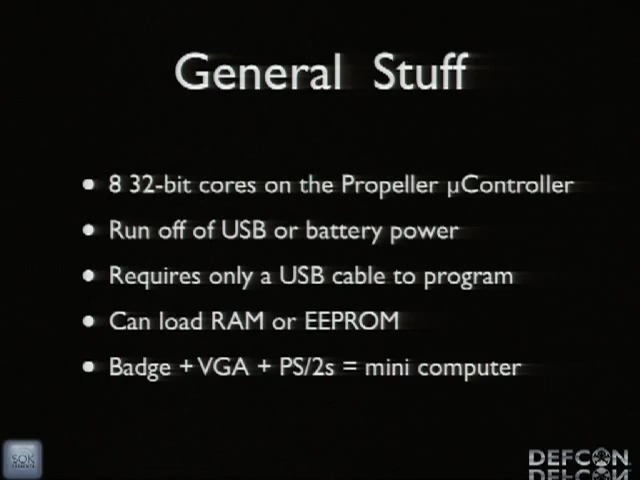 General Stuff
• 8 32-bit cores on the Propeller µController
• Run off of USB or battery power
• Requires only a USB cable to program
• Can load RAM or EEPROM
• Badge + VGA + PS/2s = mini computer
SOK
DEFCON